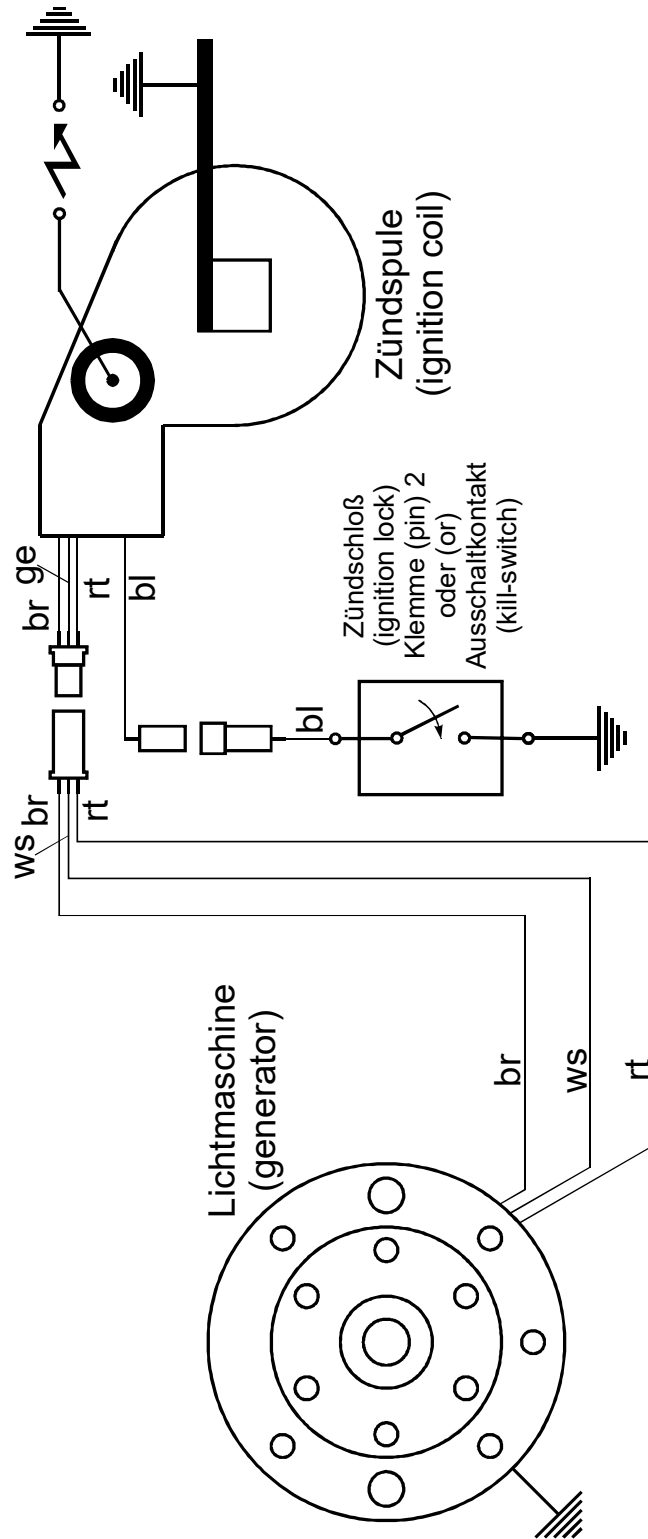 br
ge
rt
bl
Zündspule
(ignition coil)
Zündschloß
(ignition lock)
Klemme (pin) 2
oder (or)
Ausschaltkontakt
(kill-switch)
bl
ws
br
rt
Lichtmaschine
(generator)
br
ws
rt